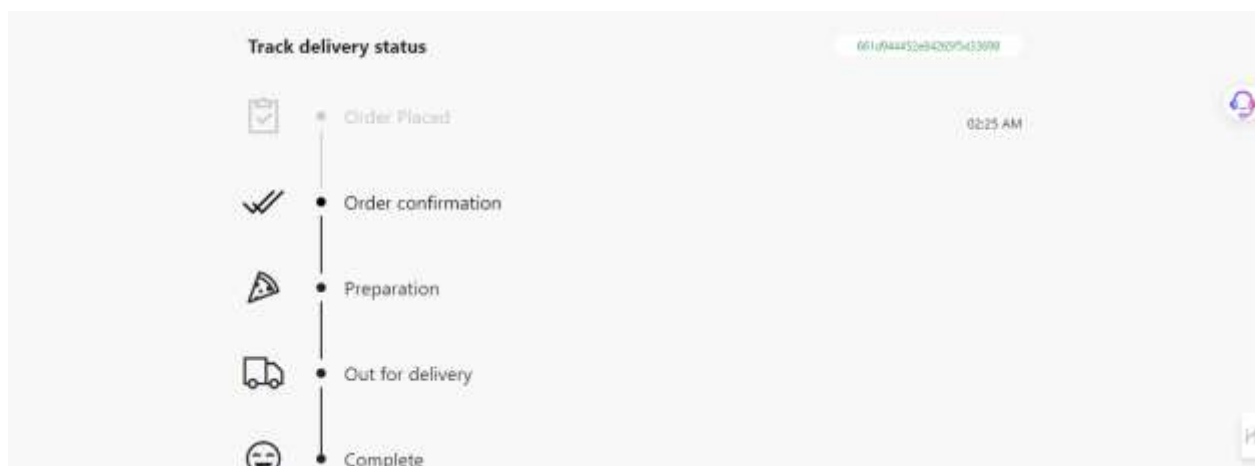 Track delivery status
Order Placed
02:25 AM
Order confirmation
Preparation
Out for delivery
Complete